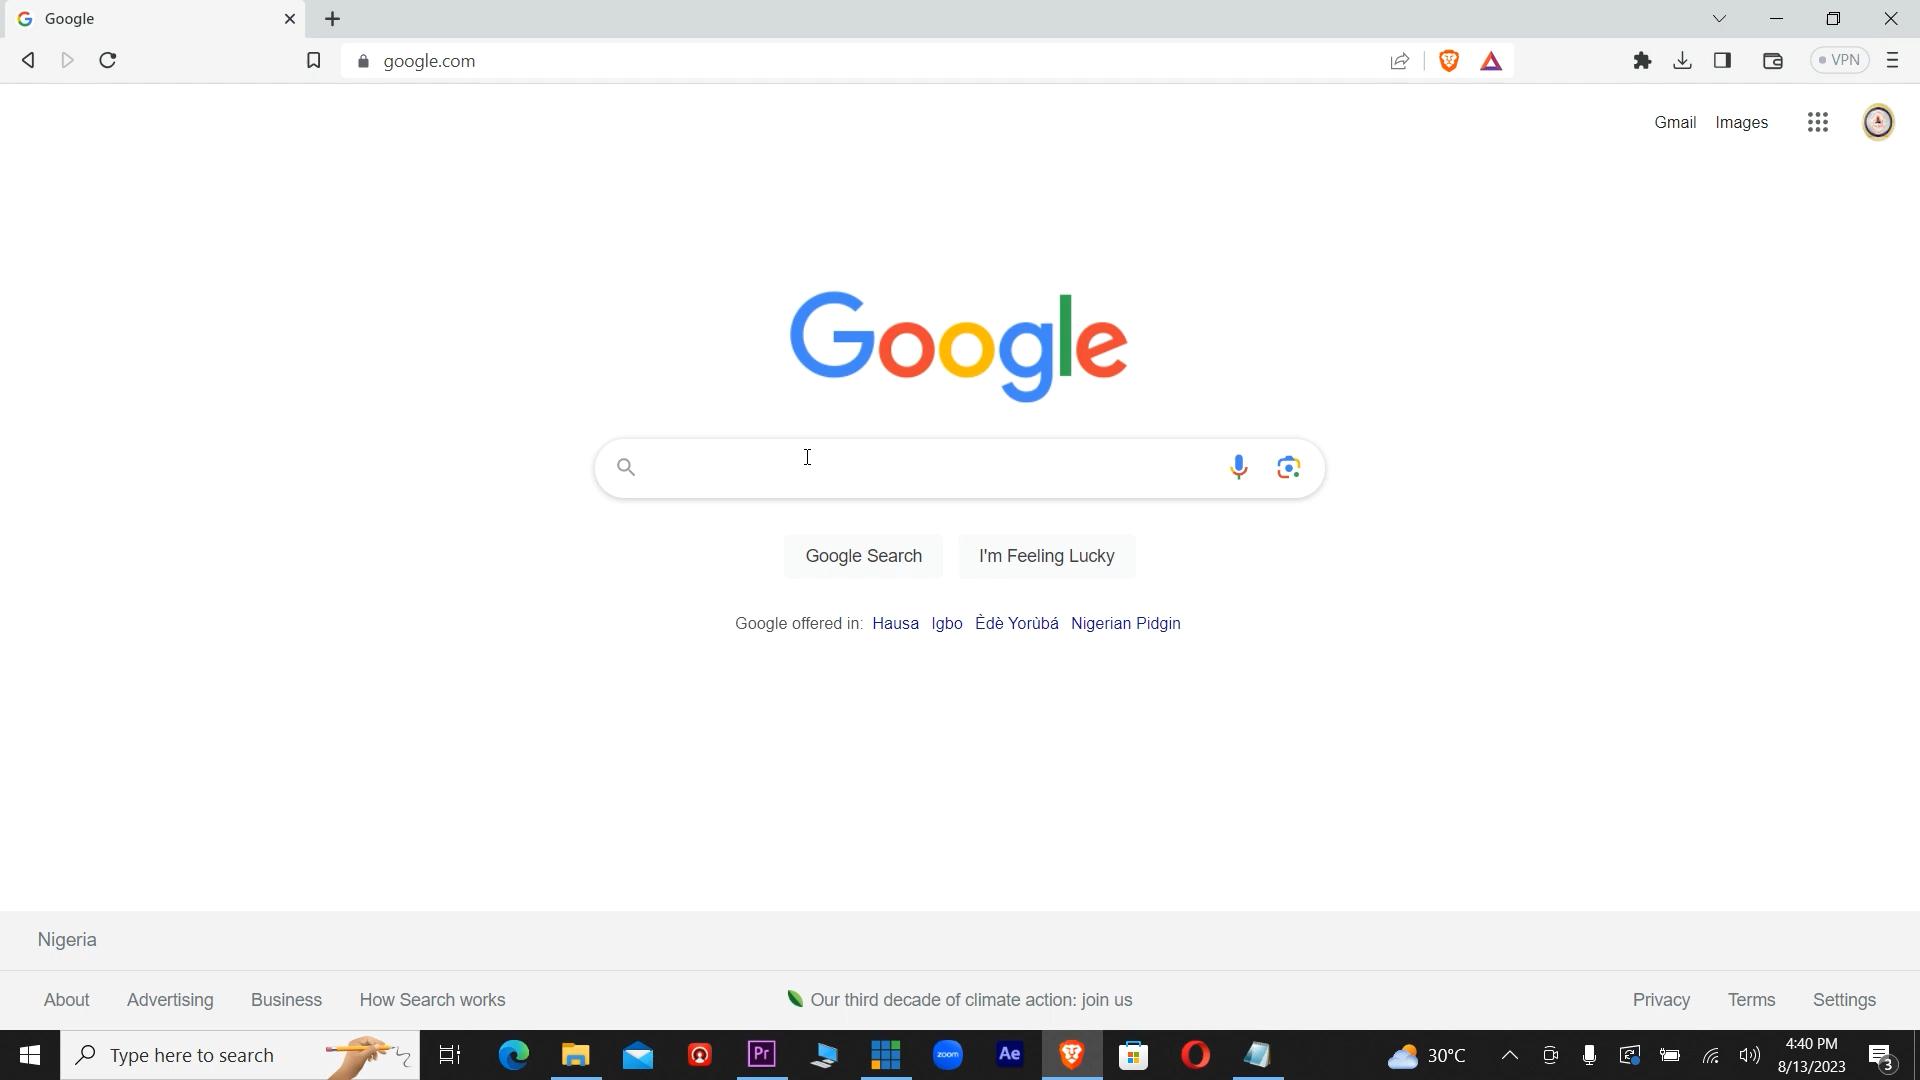 Google
google.com
VPN
Gmail Images
Google
Google Search I'm Feeling Lucky
Google offered in: Hausa Igbo Èdè Yorùbá Nigerian Pidgin
Nigeria
About Advertising Business How Search works Our third decade of climate action: join us Privacy Terms Settings
Type here to search Pr zoom Ae 30°C 4:40 PM
8/13/2023 3